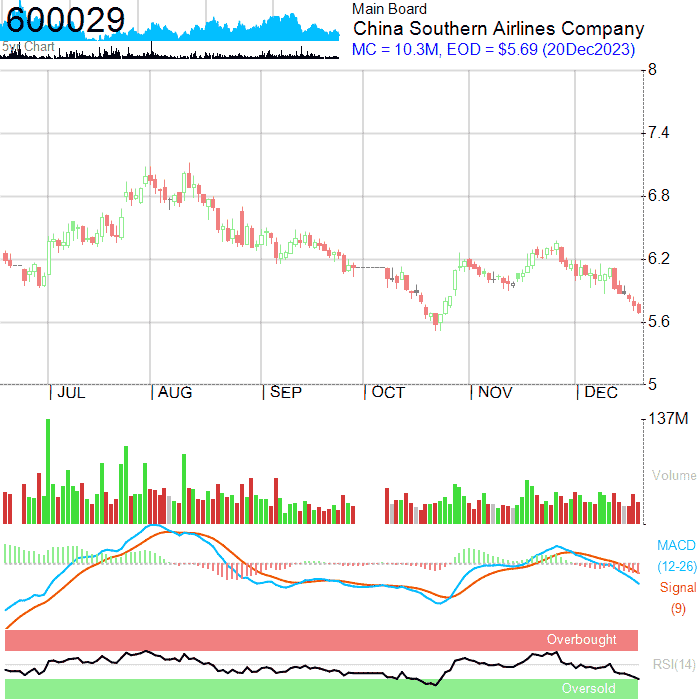 600029
5yr Chart
Main Board
China Southern Airlines Company
MC = 10.3M, EOD = $5.69 (20Dec2023)
8
7.4
6.8
6.2
5.6
5
JUL AUG SEP OCT NOV DEC
137M
Volume
MACD
(12-26)
Signal
(9)
Overbought
RSI(14)
Oversold